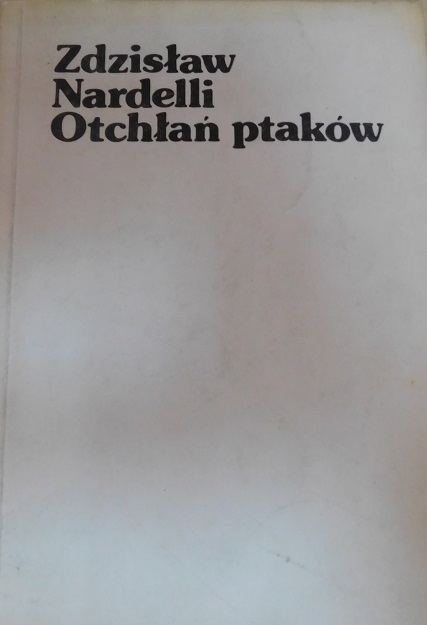 Zdzisław
Nardelli
Otchłań ptaków